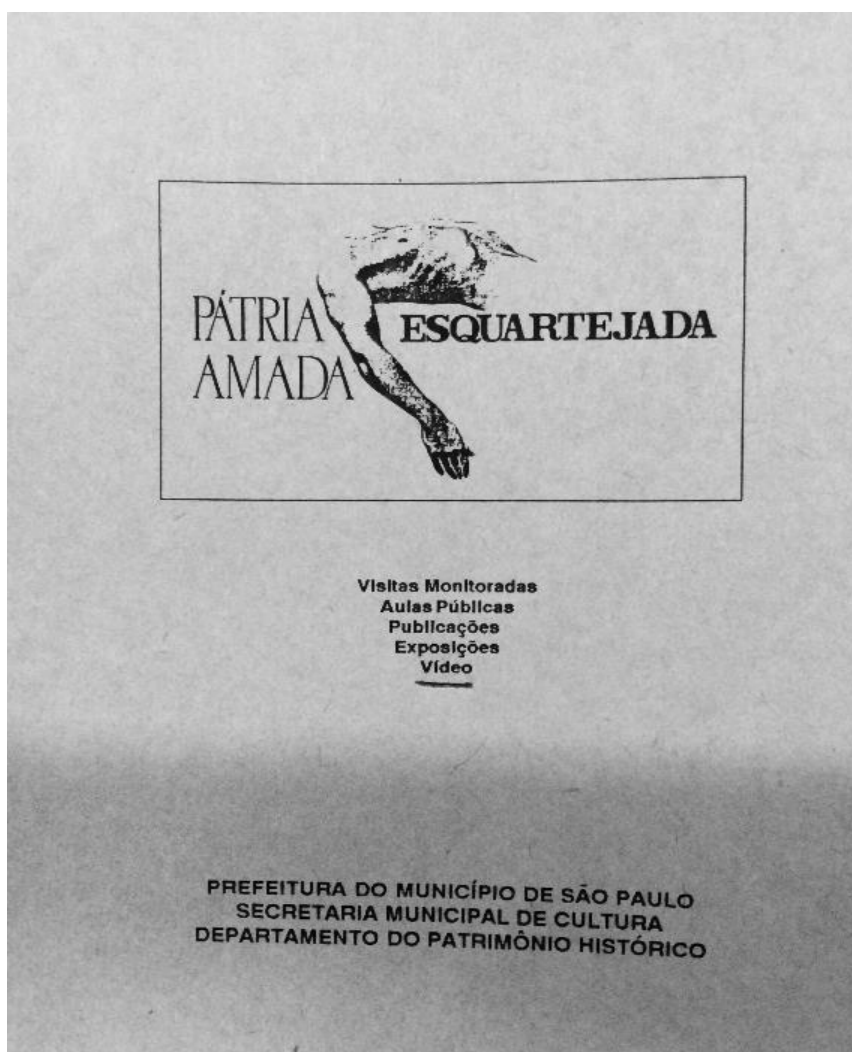 PÁTRIA
AMADA
ESQUARTEJADA
Visitas Monitoradas
Aulas Públicas
Publicações
Exposições
Vídeo
PREFEITURA DO MUNICÍPIO DE SÃO PAULO
SECRETARIA MUNICIPAL DE CULTURA
DEPARTAMENTO DO PATRIMÔNIO HISTÓRICO